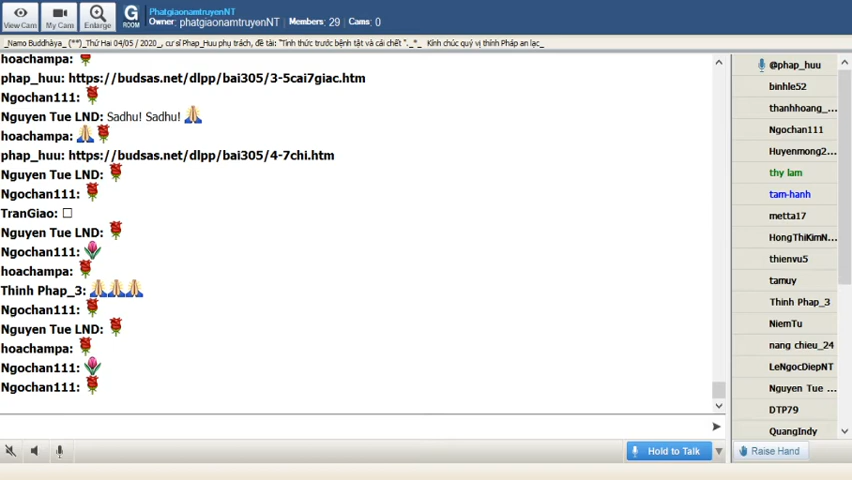 View Cam
My Cam
Enlarge
G
ROOM
PhatgiaonamtruyenNT
Owner: phatgiaonamtruyenNT Members: 29 Cams: 0
_Namo Buddhàya_ (**)_Thứ Hai 04/05 / 2020_, cư sĩ Phap_Huu phụ trách, đề tài: "Tinh thức trước bệnh tật và cái chết "._*_ Kính chúc quý vị thính Pháp an lạc_
hoachampa:
phap_huu: https://budsas.net/dlpp/bai305/3-5cai7giac.htm
Ngochan111:
Nguyen Tue LND: Sadhu! Sadhu!
hoachampa:
phap_huu: https://budsas.net/dlpp/bai305/4-7chi.htm
Nguyen Tue LND:
Ngochan111:
TranGiao:
Nguyen Tue LND:
Ngochan111:
hoachampa:
Thinh Phap_3:
Ngochan111:
Nguyen Tue LND:
hoachampa:
Ngochan111:
Ngochan111:
Hold to Talk
@phap_huu
binhle52
thanhhoang_...
Ngochan111
Huyenmong2...
thy lam
tam-hanh
metta17
HongThiKimN...
thienvu5
tamuy
Thinh Phap_3
NiemTu
nang chieu_24
LeNgocDiepNT
Nguyen Tue ...
DTP79
QuangIndy
Raise Hand